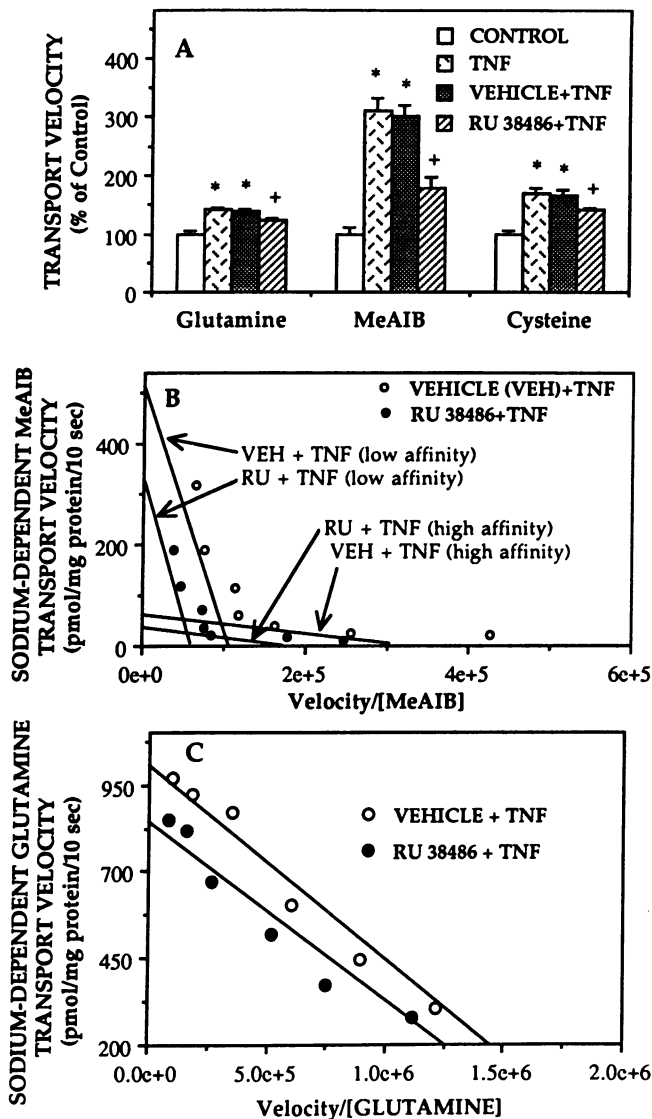 A
CONTROL
TNF
VEHICLE+TNF
RU 38486+TNF
TRANSPORT VELOCITY
(% of Control)
400
300
200
100
0
* * +
* * +
* * +
Glutamine MeAIB Cysteine
B
VEHICLE (VEH)+TNF
RU 38486+TNF
SODIUM-DEPENDENT MeAIB
TRANSPORT VELOCITY
(pmol/mg protein/10 sec)
400
200
0
VEH + TNF (low affinity)
RU + TNF (low affinity)
RU + TNF (high affinity)
VEH + TNF (high affinity)
0e+0 2e+5 4e+5 6e+5
Velocity/[MeAIB]
C
VEHICLE + TNF
RU 38486 + TNF
SODIUM-DEPENDENT GLUTAMINE
TRANSPORT VELOCITY
(pmol/mg protein/10 sec)
950
700
450
200
0.0e+0 5.0e+5 1.0e+6 1.5e+6 2.0e+6
Velocity/[GLUTAMINE]